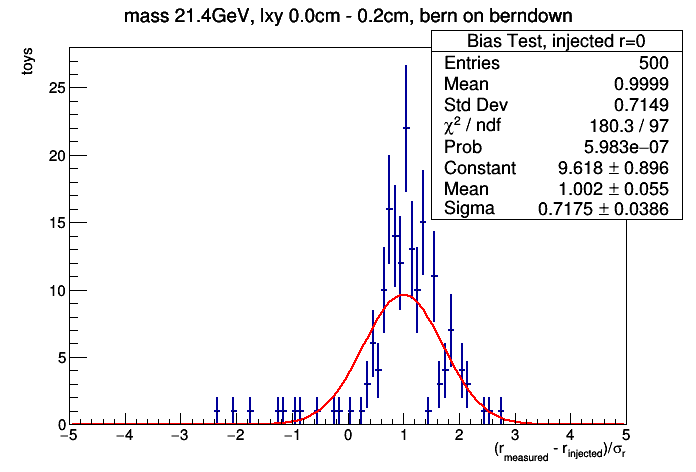 mass 21.4GeV, lxy 0.0cm - 0.2cm, bern on berndown
toys
Bias Test, injected r=0
Entries 500
Mean 0.9999
Std Dev 0.7149
χ² / ndf 180.3 / 97
Prob 5.983e−07
Constant 9.618 ± 0.896
Mean 1.002 ± 0.055
Sigma 0.7175 ± 0.0386
25
20
15
10
5
0
−5 −4 −3 −2 −1 0 1 2 3 4 5
(r_measured - r_injected)/σ_r